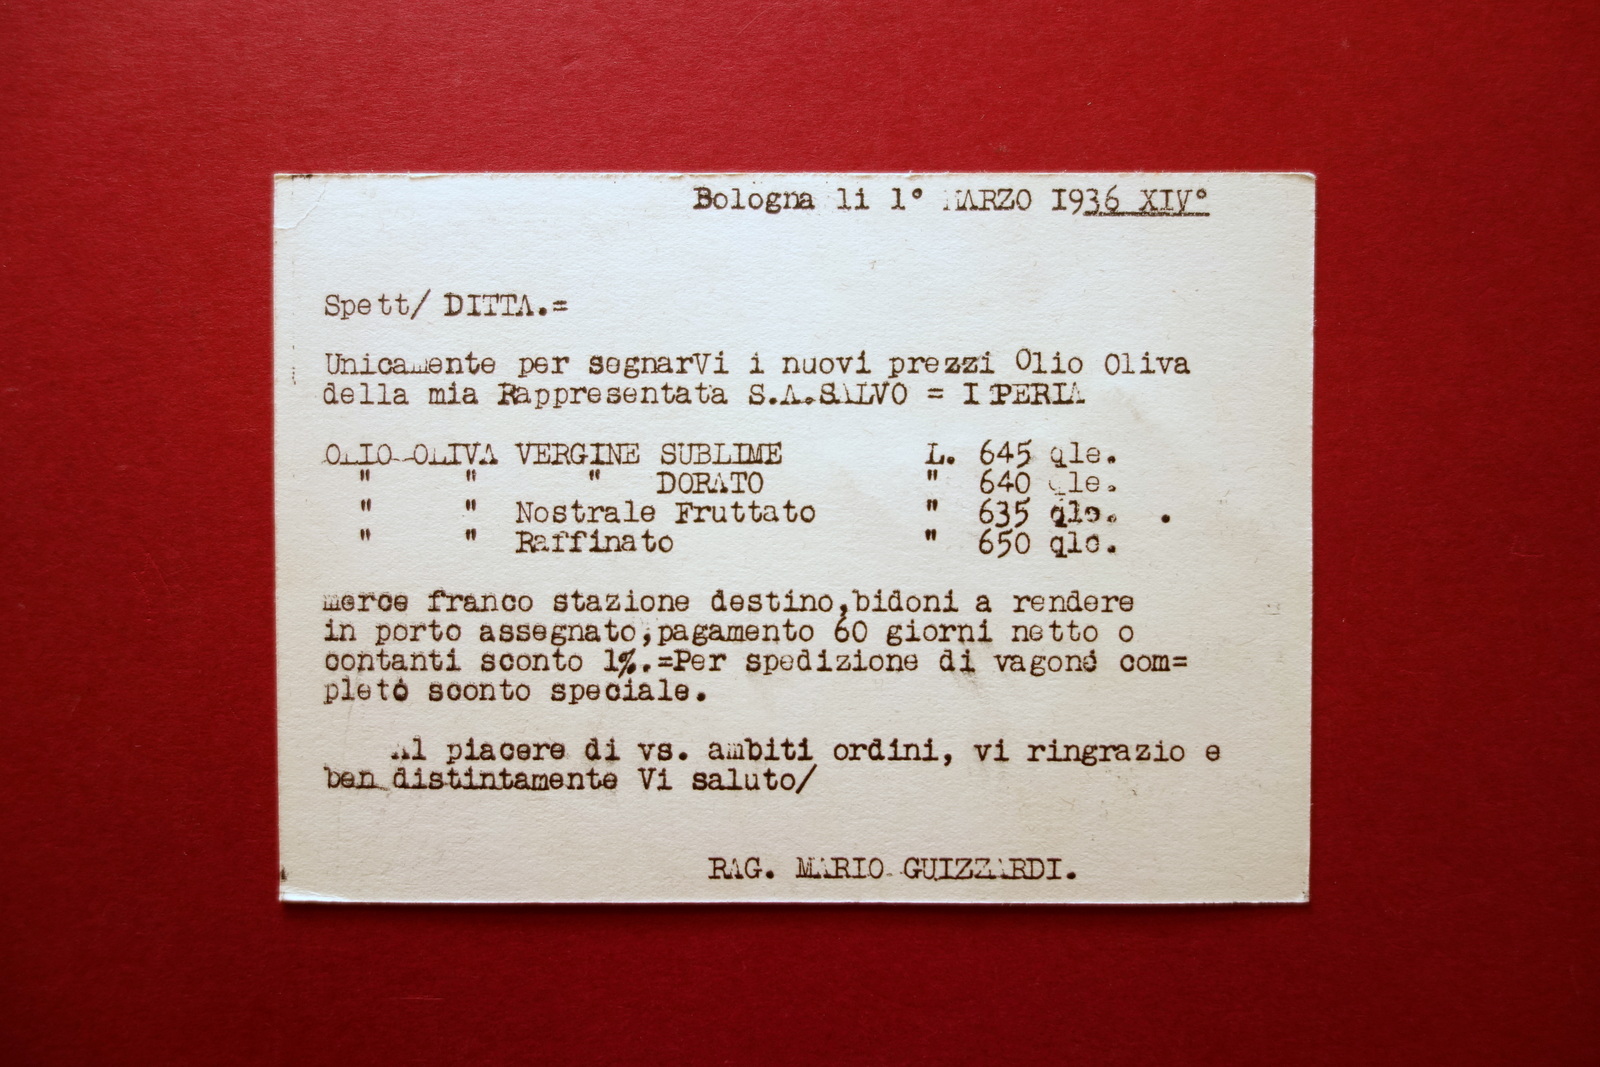 Bologna li 1° MARZO 1936 XIV°
Spett/ DITTA.=
Unicamente per segnarVi i nuovi prezzi Olio Oliva
della mia Rappresentata S.A.SALVO = I PERIA
OLIO OLIVA VERGINE SUBLIME L. 645 qle.
" " " DORATO " 640 qle.
" " Nostrale Fruttato " 635 qle. .
" " Raffinato " 650 qle.
merce franco stazione destino,bidoni a rendere
in porto assegnato,pagamento 60 giorni netto o
contanti sconto 1%.=Per spedizione di vagone com=
pleto sconto speciale.
Al piacere di vs. ambiti ordini, vi ringrazio e
ben distintamente Vi saluto/
RAG. MARIO GUIZZARDI.